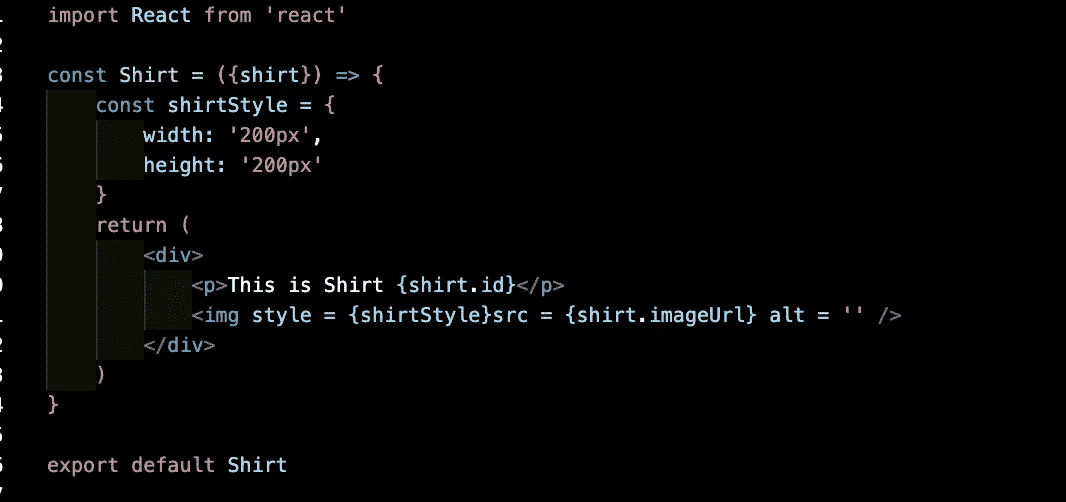 import React from 'react'
const Shirt = ({shirt}) => {
const shirtStyle = {
width: '200px',
height: '200px'
}
return (
<div>
<p>This is Shirt {shirt.id}</p>
<img style = {shirtStyle}src = {shirt.imageUrl} alt = '' />
</div>
)
}
export default Shirt